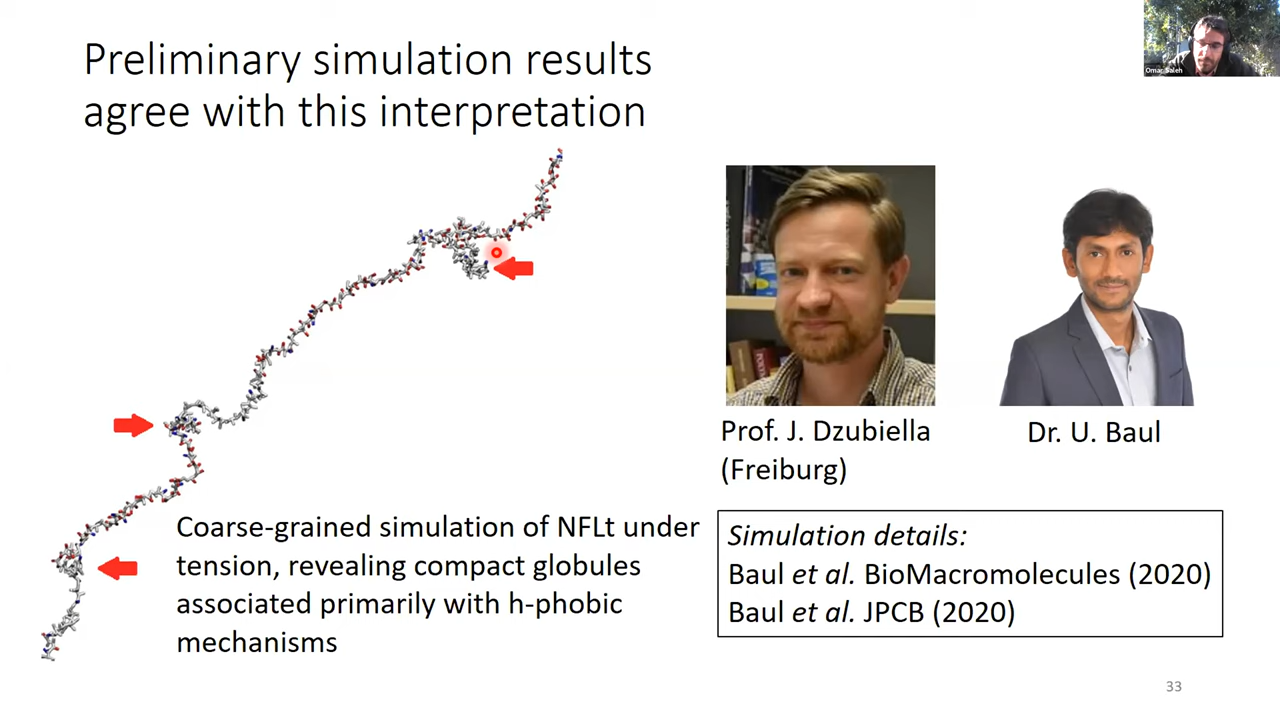 Preliminary simulation results
agree with this interpretation
Omar Saleh
Prof. J. Dzubiella
(Freiburg)
Dr. U. Baul
Coarse-grained simulation of NFLt under
tension, revealing compact globules
associated primarily with h-phobic
mechanisms
Simulation details:
Baul et al. BioMacromolecules (2020)
Baul et al. JPCB (2020)
33